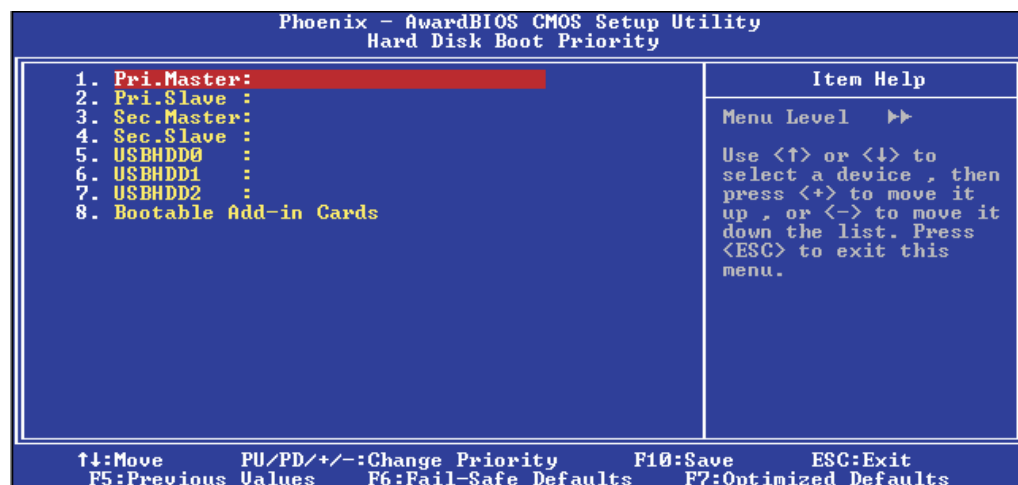 Phoenix - AwardBIOS CMOS Setup Utility
Hard Disk Boot Priority
1. Pri.Master:
2. Pri.Slave :
3. Sec.Master:
4. Sec.Slave :
5. USBHDD0 :
6. USBHDD1 :
7. USBHDD2 :
8. Bootable Add-in Cards
Item Help
Menu Level ▸▸
Use <↑> or <↓> to
select a device , then
press <+> to move it
up , or <-> to move it
down the list. Press
<ESC> to exit this
menu.
↑↓:Move PU/PD/+/-:Change Priority F10:Save ESC:Exit
F5:Previous Values F6:Fail-Safe Defaults F7:Optimized Defaults